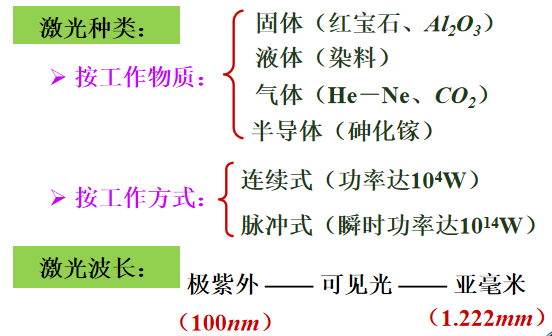 激光种类：
固体（红宝石、Al₂O₃）
➢ 按工作物质：
液体（染料）
气体（He－Ne、CO₂）
半导体（砷化镓）
➢ 按工作方式：
连续式（功率达10⁴W）
脉冲式（瞬时功率达10¹⁴W）
激光波长：
极紫外 —— 可见光 —— 亚毫米
（100nm） （1.222mm）